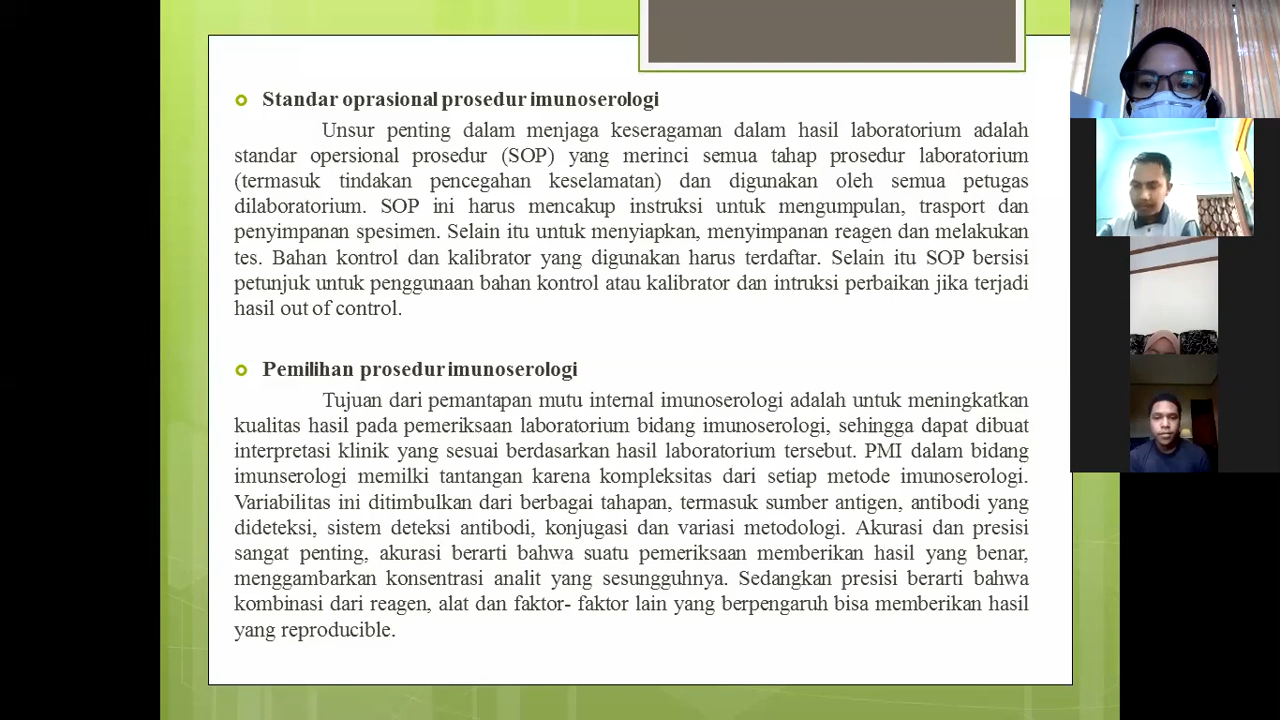 Standar oprasional prosedur imunoserologi
Unsur penting dalam menjaga keseragaman dalam hasil laboratorium adalah
standar opersional prosedur (SOP) yang merinci semua tahap prosedur laboratorium
(termasuk tindakan pencegahan keselamatan) dan digunakan oleh semua petugas
dilaboratorium. SOP ini harus mencakup instruksi untuk mengumpulan, trasport dan
penyimpanan spesimen. Selain itu untuk menyiapkan, menyimpanan reagen dan melakukan
tes. Bahan kontrol dan kalibrator yang digunakan harus terdaftar. Selain itu SOP bersisi
petunjuk untuk penggunaan bahan kontrol atau kalibrator dan intruksi perbaikan jika terjadi
hasil out of control.
Pemilihan prosedur imunoserologi
Tujuan dari pemantapan mutu internal imunoserologi adalah untuk meningkatkan
kualitas hasil pada pemeriksaan laboratorium bidang imunoserologi, sehingga dapat dibuat
interpretasi klinik yang sesuai berdasarkan hasil laboratorium tersebut. PMI dalam bidang
imunserologi memilki tantangan karena kompleksitas dari setiap metode imunoserologi.
Variabilitas ini ditimbulkan dari berbagai tahapan, termasuk sumber antigen, antibodi yang
dideteksi, sistem deteksi antibodi, konjugasi dan variasi metodologi. Akurasi dan presisi
sangat penting, akurasi berarti bahwa suatu pemeriksaan memberikan hasil yang benar,
menggambarkan konsentrasi analit yang sesungguhnya. Sedangkan presisi berarti bahwa
kombinasi dari reagen, alat dan faktor- faktor lain yang berpengaruh bisa memberikan hasil
yang reproducible.